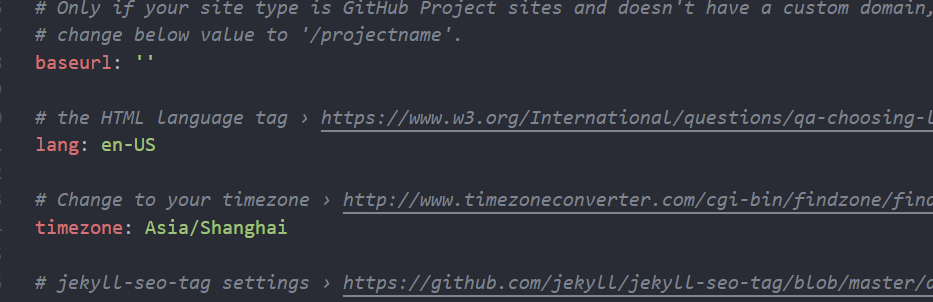 # Only if your site type is GitHub Project sites and doesn't have a custom domain,
# change below value to '/projectname'.
baseurl: ''
# the HTML language tag › https://www.w3.org/International/questions/qa-choosing-l
lang: en-US
# Change to your timezone › http://www.timezoneconverter.com/cgi-bin/findzone/find
timezone: Asia/Shanghai
# jekyll-seo-tag settings › https://github.com/jekyll/jekyll-seo-tag/blob/master/